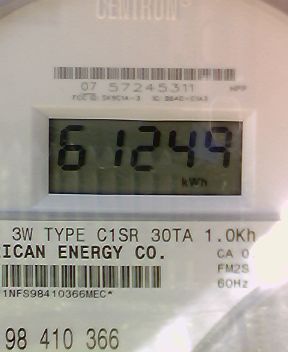 CENTRON®
07 57245311
61249
kWh
3W TYPE C1SR 30TA 1.0Kh
ICAN ENERGY CO.
CA 0
FM2S
60Hz
1NFS98410366MEC*
98 410 366